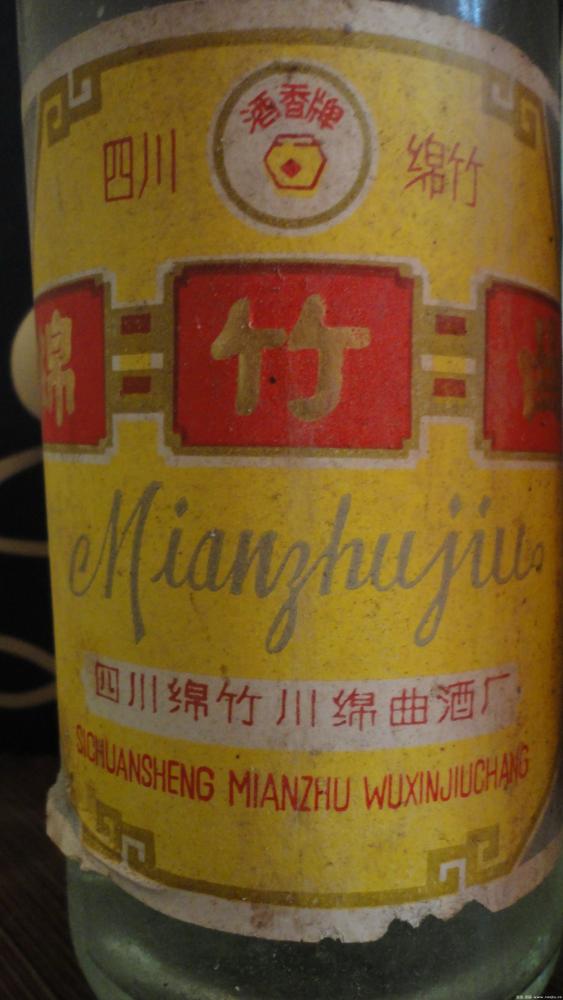 酒香牌
四川 绵竹
绵 竹
Mianzhujiu
四川绵竹川绵曲酒厂
SICHUANSHENG MIANZHU WUXINJIUCHANG